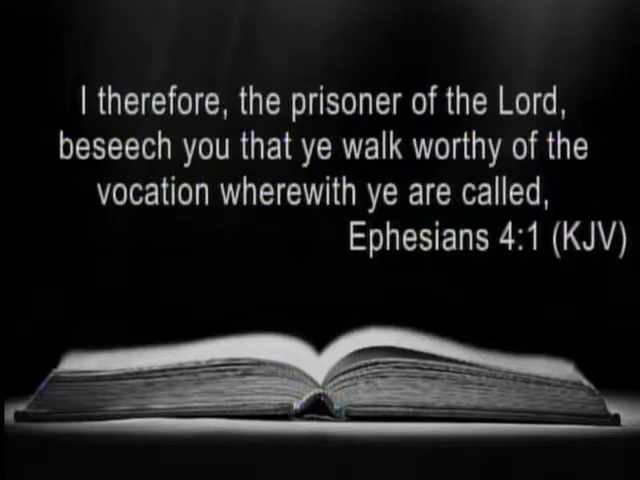 I therefore, the prisoner of the Lord,
beseech you that ye walk worthy of the
vocation wherewith ye are called,
Ephesians 4:1 (KJV)